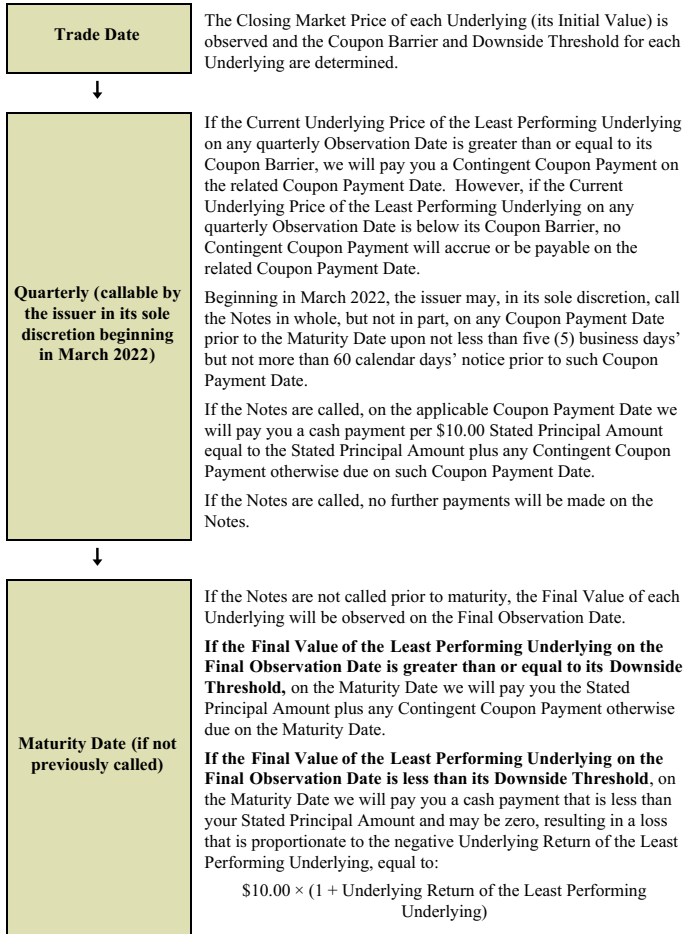 Trade Date
The Closing Market Price of each Underlying (its Initial Value) is
observed and the Coupon Barrier and Downside Threshold for each
Underlying are determined.
Quarterly (callable by
the issuer in its sole
discretion beginning
in March 2022)
If the Current Underlying Price of the Least Performing Underlying
on any quarterly Observation Date is greater than or equal to its
Coupon Barrier, we will pay you a Contingent Coupon Payment on
the related Coupon Payment Date.  However, if the Current
Underlying Price of the Least Performing Underlying on any
quarterly Observation Date is below its Coupon Barrier, no
Contingent Coupon Payment will accrue or be payable on the
related Coupon Payment Date.
Beginning in March 2022, the issuer may, in its sole discretion, call
the Notes in whole, but not in part, on any Coupon Payment Date
prior to the Maturity Date upon not less than five (5) business days’
but not more than 60 calendar days’ notice prior to such Coupon
Payment Date.
If the Notes are called, on the applicable Coupon Payment Date we
will pay you a cash payment per $10.00 Stated Principal Amount
equal to the Stated Principal Amount plus any Contingent Coupon
Payment otherwise due on such Coupon Payment Date.
If the Notes are called, no further payments will be made on the
Notes.
Maturity Date (if not
previously called)
If the Notes are not called prior to maturity, the Final Value of each
Underlying will be observed on the Final Observation Date.
If the Final Value of the Least Performing Underlying on the
Final Observation Date is greater than or equal to its Downside
Threshold, on the Maturity Date we will pay you the Stated
Principal Amount plus any Contingent Coupon Payment otherwise
due on the Maturity Date.
If the Final Value of the Least Performing Underlying on the
Final Observation Date is less than its Downside Threshold, on
the Maturity Date we will pay you a cash payment that is less than
your Stated Principal Amount and may be zero, resulting in a loss
that is proportionate to the negative Underlying Return of the Least
Performing Underlying, equal to:
$10.00 × (1 + Underlying Return of the Least Performing
Underlying)